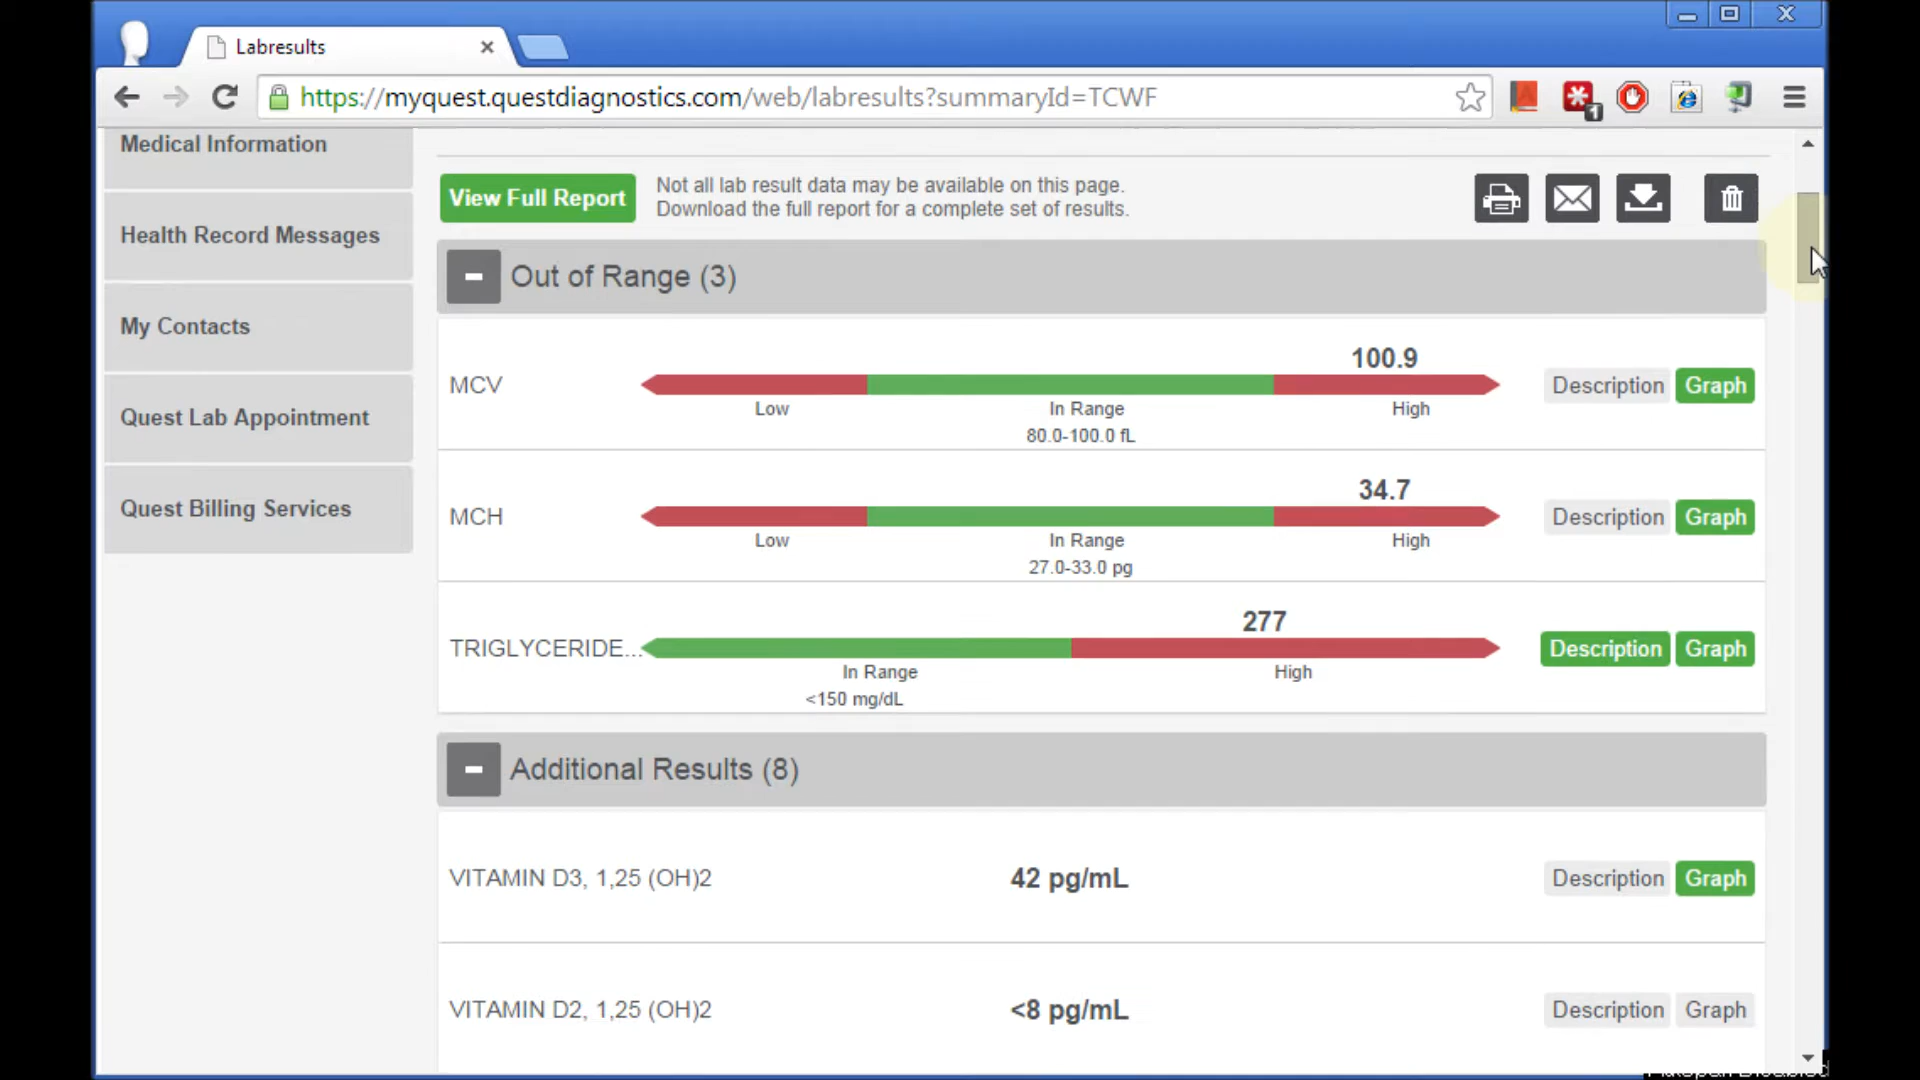 Labresults
https://myquest.questdiagnostics.com/web/labresults?summaryId=TCWF
1
Medical Information
Health Record Messages
My Contacts
Quest Lab Appointment
Quest Billing Services
View Full Report
Not all lab result data may be available on this page.
Download the full report for a complete set of results.
Out of Range (3)
MCV
100.9
Low In Range High
80.0-100.0 fL
Description Graph
MCH
34.7
Low In Range High
27.0-33.0 pg
Description Graph
TRIGLYCERIDE...
277
In Range High
<150 mg/dL
Description Graph
Additional Results (8)
VITAMIN D3, 1,25 (OH)2 42 pg/mL Description Graph
VITAMIN D2, 1,25 (OH)2 <8 pg/mL Description Graph